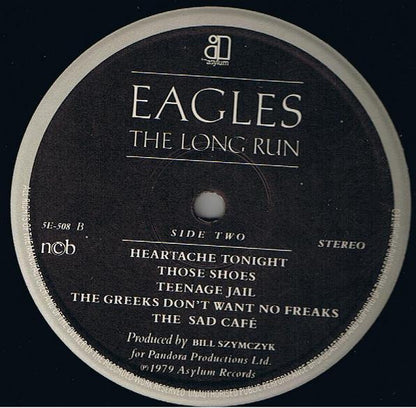 asylum
EAGLES
THE LONG RUN
SIDE TWO
5E-508 B
STEREO
ncb
HEARTACHE TONIGHT
THOSE SHOES
TEENAGE JAIL
THE GREEKS DON'T WANT NO FREAKS
THE SAD CAFÉ
Produced by BILL SZYMCZYK
for Pandora Productions Ltd.
℗ 1979 Asylum Records